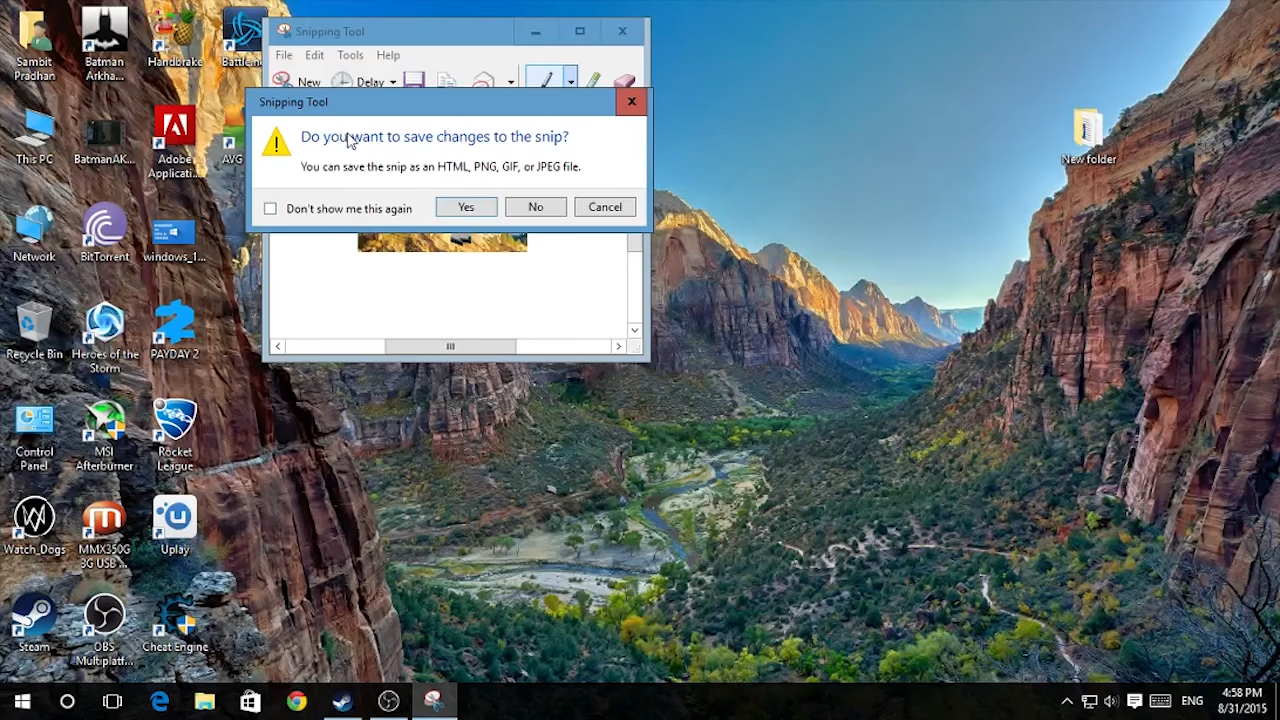 Snipping Tool
File Edit Tools Help
New Delay
Snipping Tool
Do you want to save changes to the snip?
You can save the snip as an HTML, PNG, GIF, or JPEG file.
Don't show me this again Yes No Cancel
Sambit
Pradhan
Batman
Arkha...
Handbrake
This PC
BatmanAK...
Adobe
Applicati...
AVG
Network
BitTorrent
windows_1...
Recycle Bin
Heroes of the
Storm
PAYDAY 2
Control
Panel
MSI
Afterburner
Rocket
League
Watch_Dogs
MMX350G
3G USB ...
Uplay
Steam
OBS
Multiplatf...
Cheat Engine
New folder
ENG
4:58 PM
8/31/2015